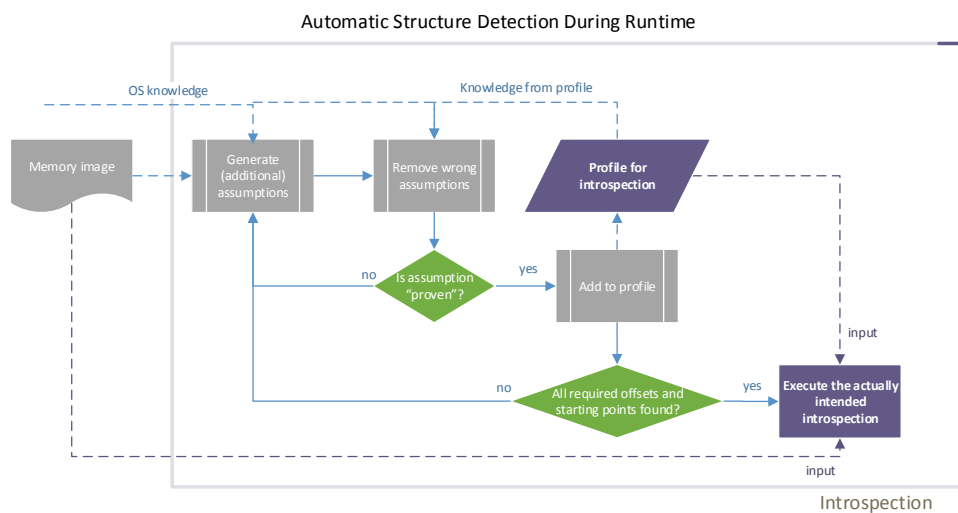 Automatic Structure Detection During Runtime
OS knowledge
Knowledge from profile
Memory image
Generate
(additional)
assumptions
Remove wrong
assumptions
Profile for
introspection
no
Is assumption
“proven”?
yes
Add to profile
input
no
All required offsets and
starting points found?
yes
Execute the actually
intended
introspection
input
Introspection